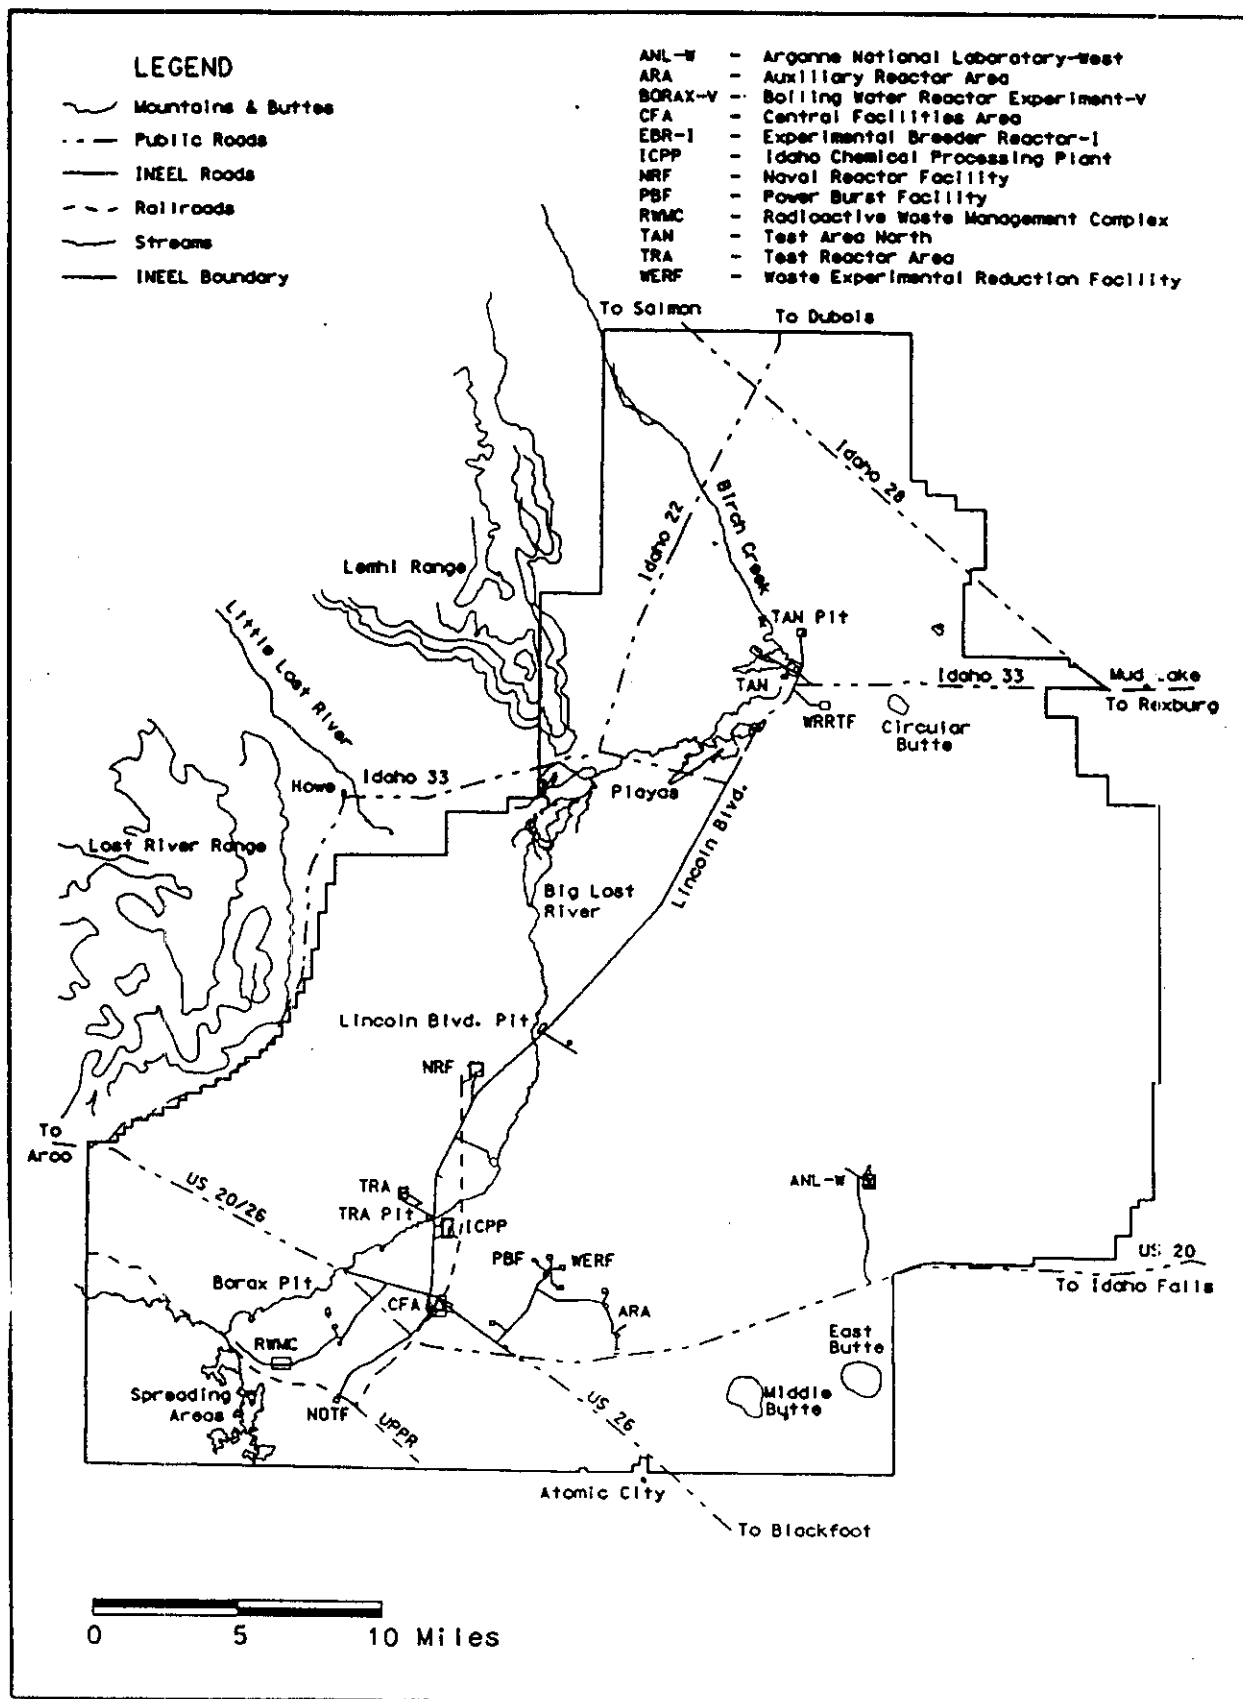 LEGEND
Mountains & Buttes
Public Roads
INEEL Roads
Railroads
Streams
INEEL Boundary
ANL-W - Argonne National Laboratory-West
ARA - Auxiliary Reactor Area
BORAX-V - Boiling Water Reactor Experiment-V
CFA - Central Facilities Area
EBR-I - Experimental Breeder Reactor-I
ICPP - Idaho Chemical Processing Plant
NRF - Naval Reactor Facility
PBF - Power Burst Facility
RWMC - Radioactive Waste Management Complex
TAN - Test Area North
TRA - Test Reactor Area
WERF - Waste Experimental Reduction Facility
To Salmon
To Dubois
Idaho 28
Idaho 22
Birch Creek
Lemhi Range
Little Lost River
TAN Pit
TAN
Idaho 33
Mud Lake
To Rexburg
WRRTF
Circular
Butte
Howe
Idaho 33
Playas
Lincoln Blvd.
Lost River Range
Big Lost
River
Lincoln Blvd. Pit
NRF
To
Arco
US 20/26
TRA
TRA Pit
ICPP
ANL-W
PBF
WERF
US 20
To Idaho Falls
Borax Pit
CFA
ARA
RWMC
East
Butte
Spreading
Areas
NOTF
UPPR
US 26
Middle
Butte
Atomic City
To Blackfoot
0 5 10 Miles